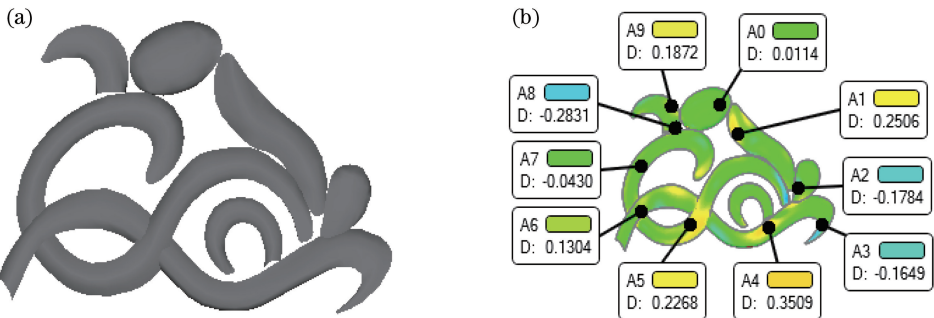 (a)
(b)
A9
D: 0.1872
A0
D: 0.0114
A8
D: -0.2831
A1
D: 0.2506
A7
D: -0.0430
A2
D: -0.1784
A6
D: 0.1304
A3
D: -0.1649
A5
D: 0.2268
A4
D: 0.3509